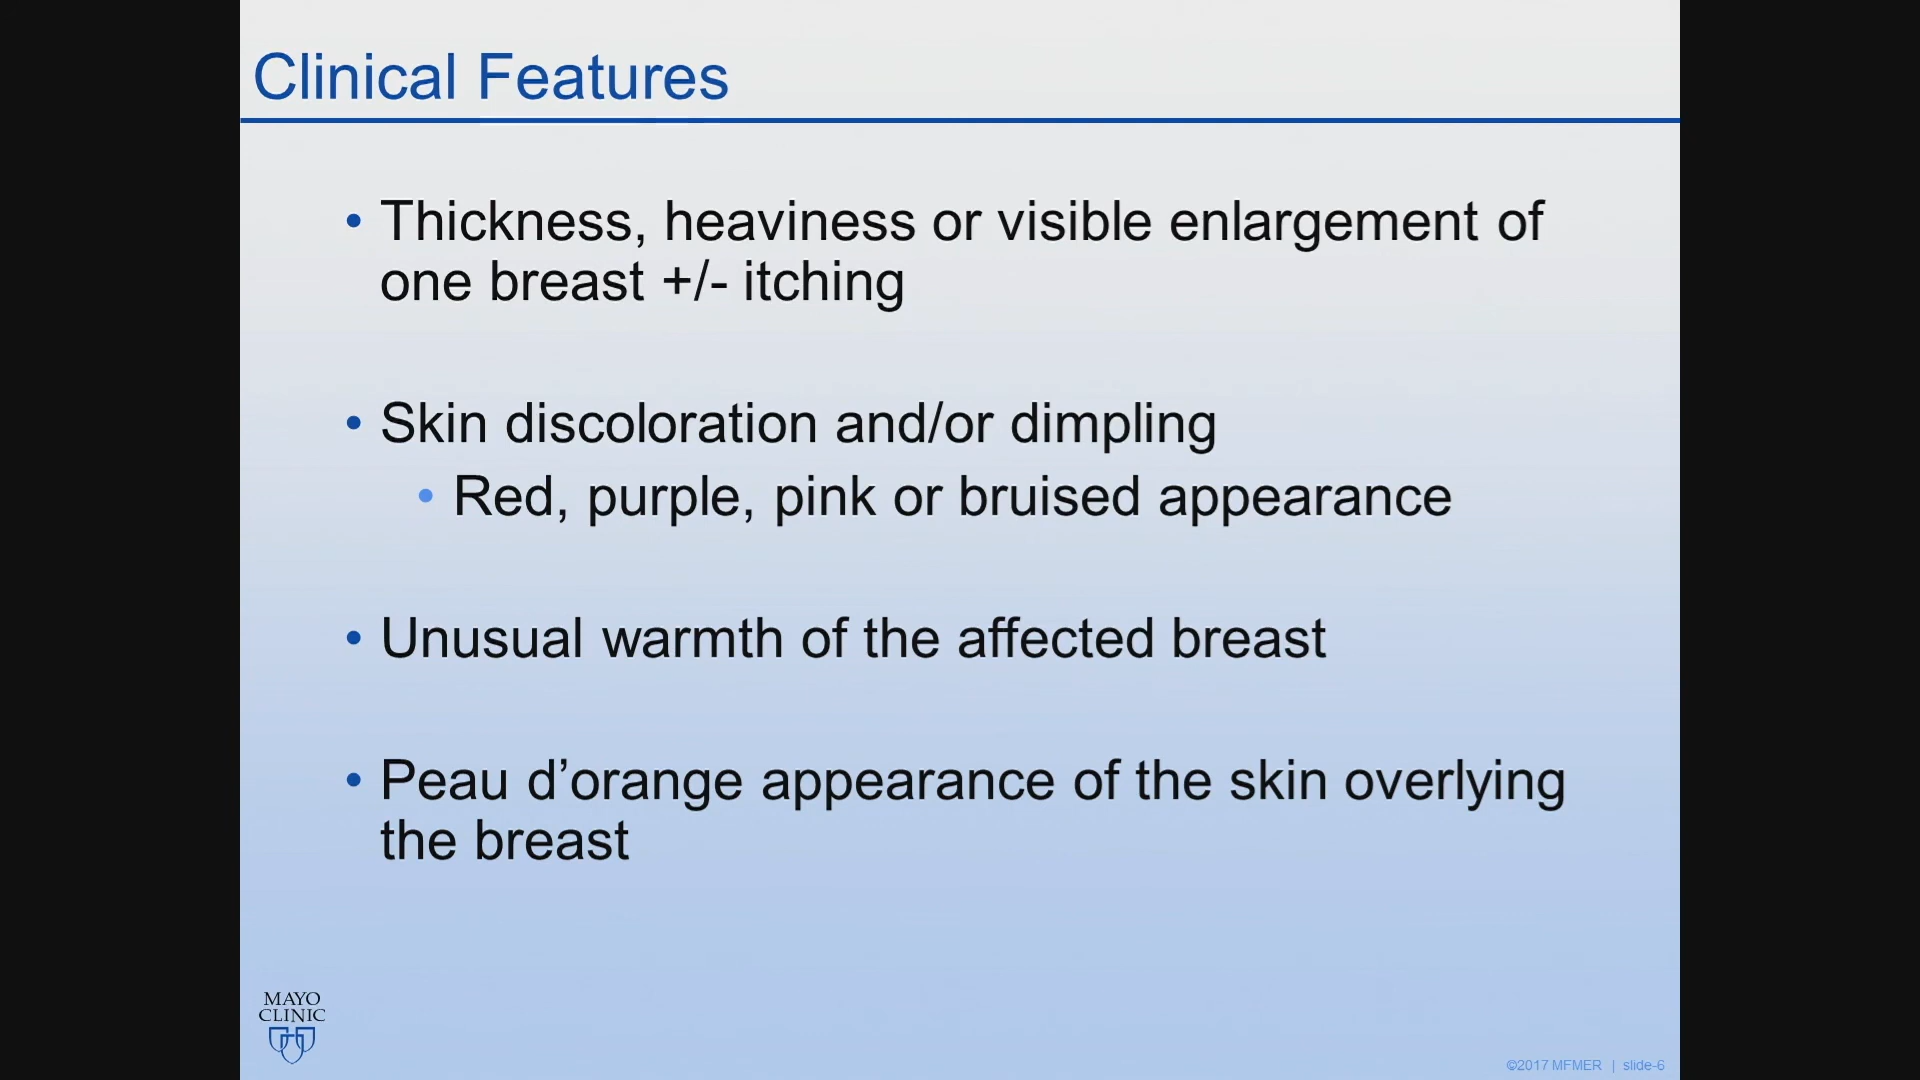 Clinical Features
• Thickness, heaviness or visible enlargement of
one breast +/- itching
• Skin discoloration and/or dimpling
• Red, purple, pink or bruised appearance
• Unusual warmth of the affected breast
• Peau d’orange appearance of the skin overlying
the breast
MAYO
CLINIC
©2017 MFMER | slide-6